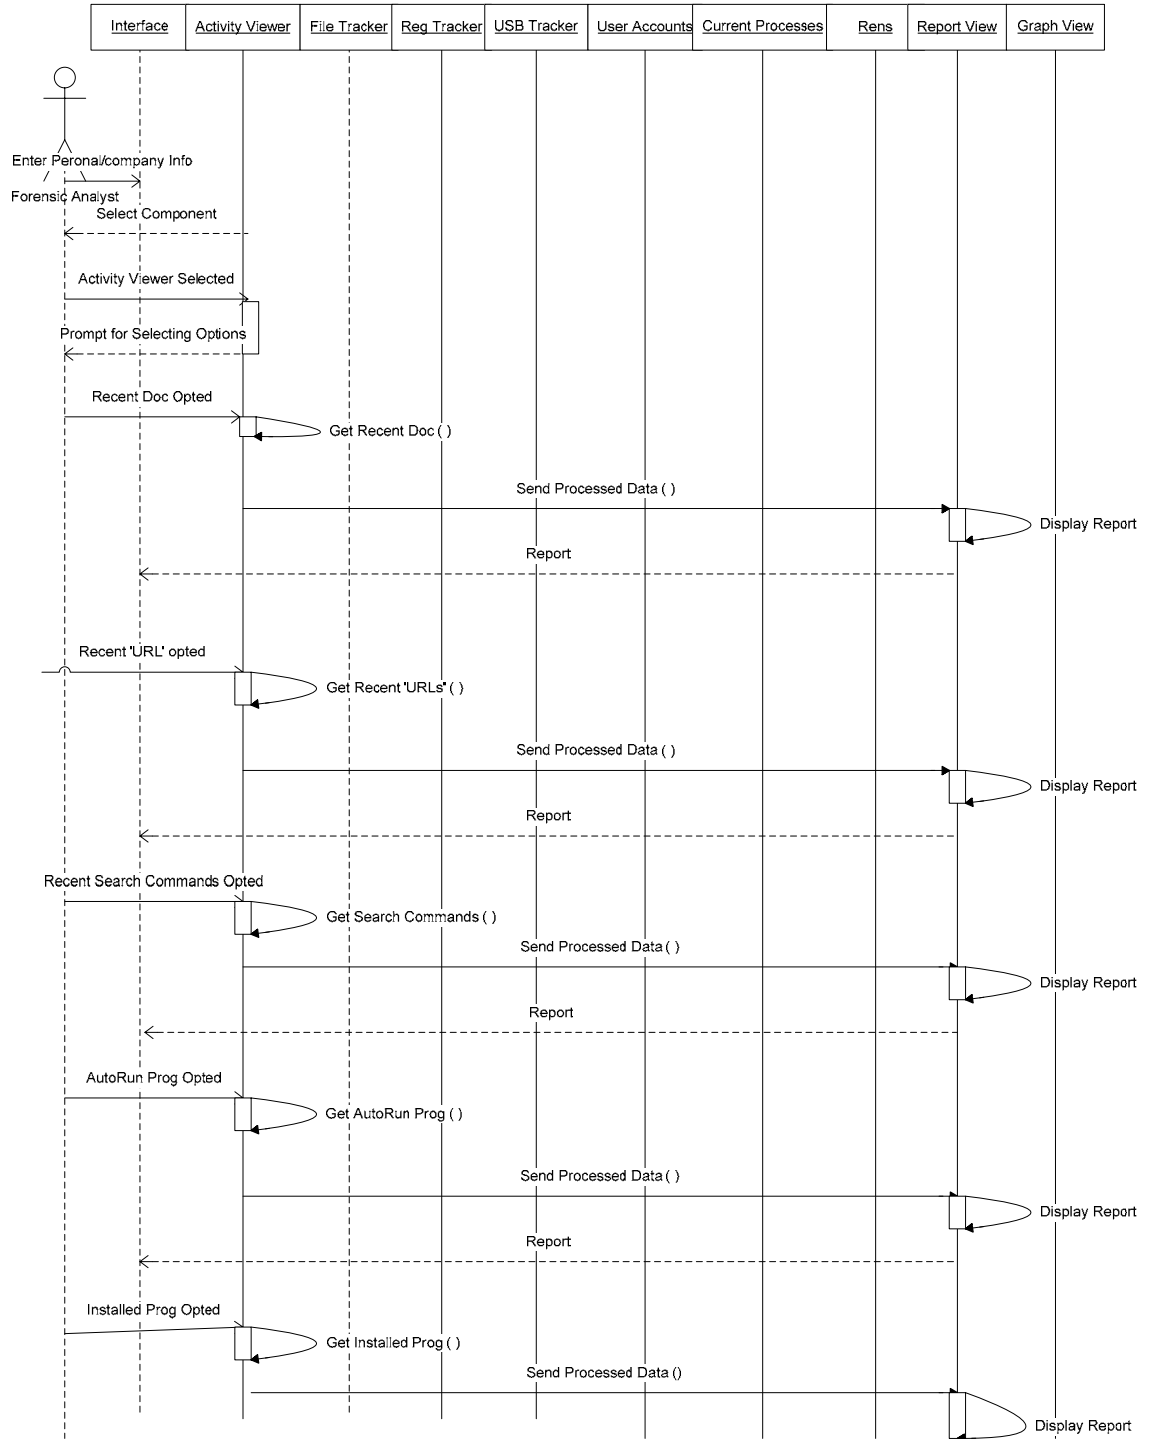 Interface
Activity Viewer
File Tracker
Reg Tracker
USB Tracker
User Accounts
Current Processes
Rens
Report View
Graph View
Enter Peronal/company Info
Forensic Analyst
Select Component
Activity Viewer Selected
Prompt for Selecting Options
Recent Doc Opted
Get Recent Doc ( )
Send Processed Data ( )
Display Report
Report
Recent 'URL' opted
Get Recent 'URLs" ( )
Send Processed Data ( )
Display Report
Report
Recent Search Commands Opted
Get Search Commands ( )
Send Processed Data ( )
Display Report
Report
AutoRun Prog Opted
Get AutoRun Prog ( )
Send Processed Data ( )
Display Report
Report
Installed Prog Opted
Get Installed Prog ( )
Send Processed Data ()
Display Report